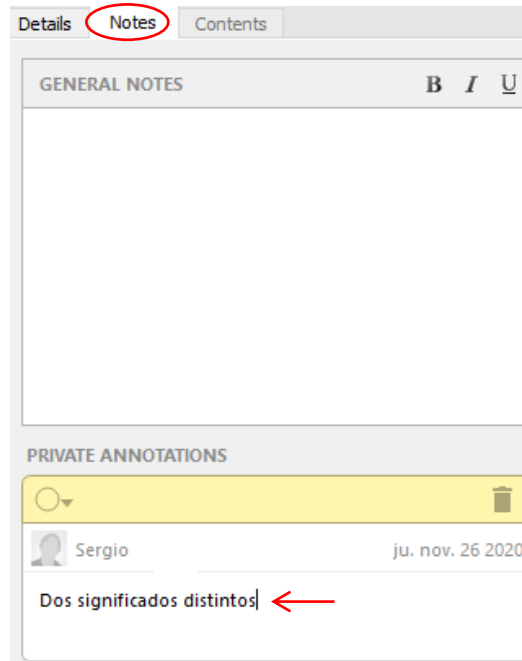 Details Notes Contents
GENERAL NOTES B I U
PRIVATE ANNOTATIONS
Sergio ju. nov. 26 2020
Dos significados distintos